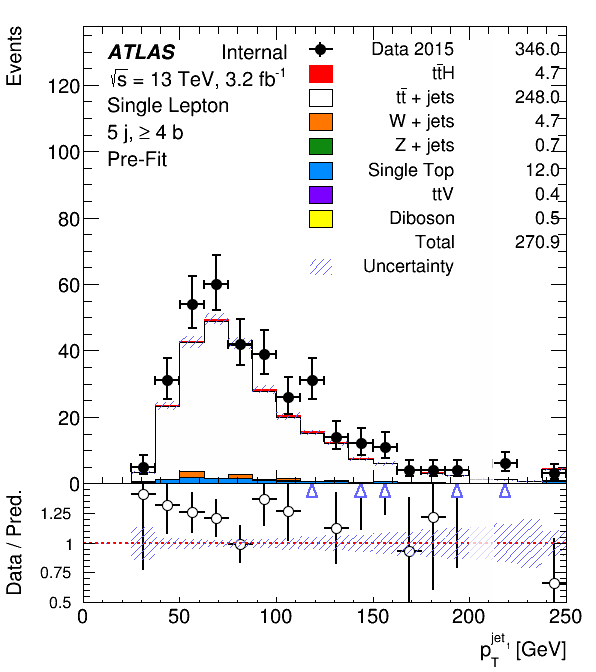 Events
ATLAS Internal
√s = 13 TeV, 3.2 fb⁻¹
Single Lepton
5 j, ≥ 4 b
Pre-Fit
Data 2015 346.0
tt̄H 4.7
tt̄ + jets 248.0
W + jets 4.7
Z + jets 0.7
Single Top 12.0
ttV 0.4
Diboson 0.5
Total 270.9
Uncertainty
120
100
80
60
40
20
0
Data / Pred.
1.25
1
0.75
0.5
0 50 100 150 200 250
p_T^jet₁ [GeV]